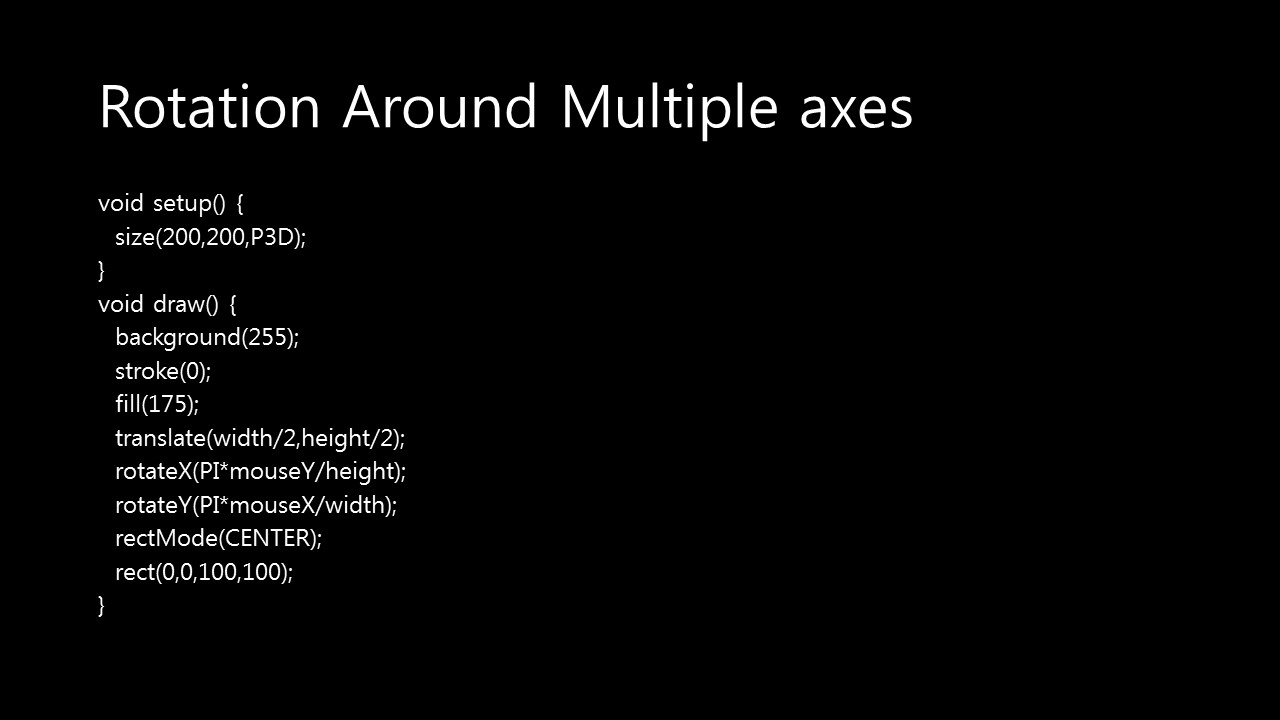 Rotation Around Multiple axes
void setup() {
  size(200,200,P3D);
}
void draw() {
  background(255);
  stroke(0);
  fill(175);
  translate(width/2,height/2);
  rotateX(PI*mouseY/height);
  rotateY(PI*mouseX/width);
  rectMode(CENTER);
  rect(0,0,100,100);
}